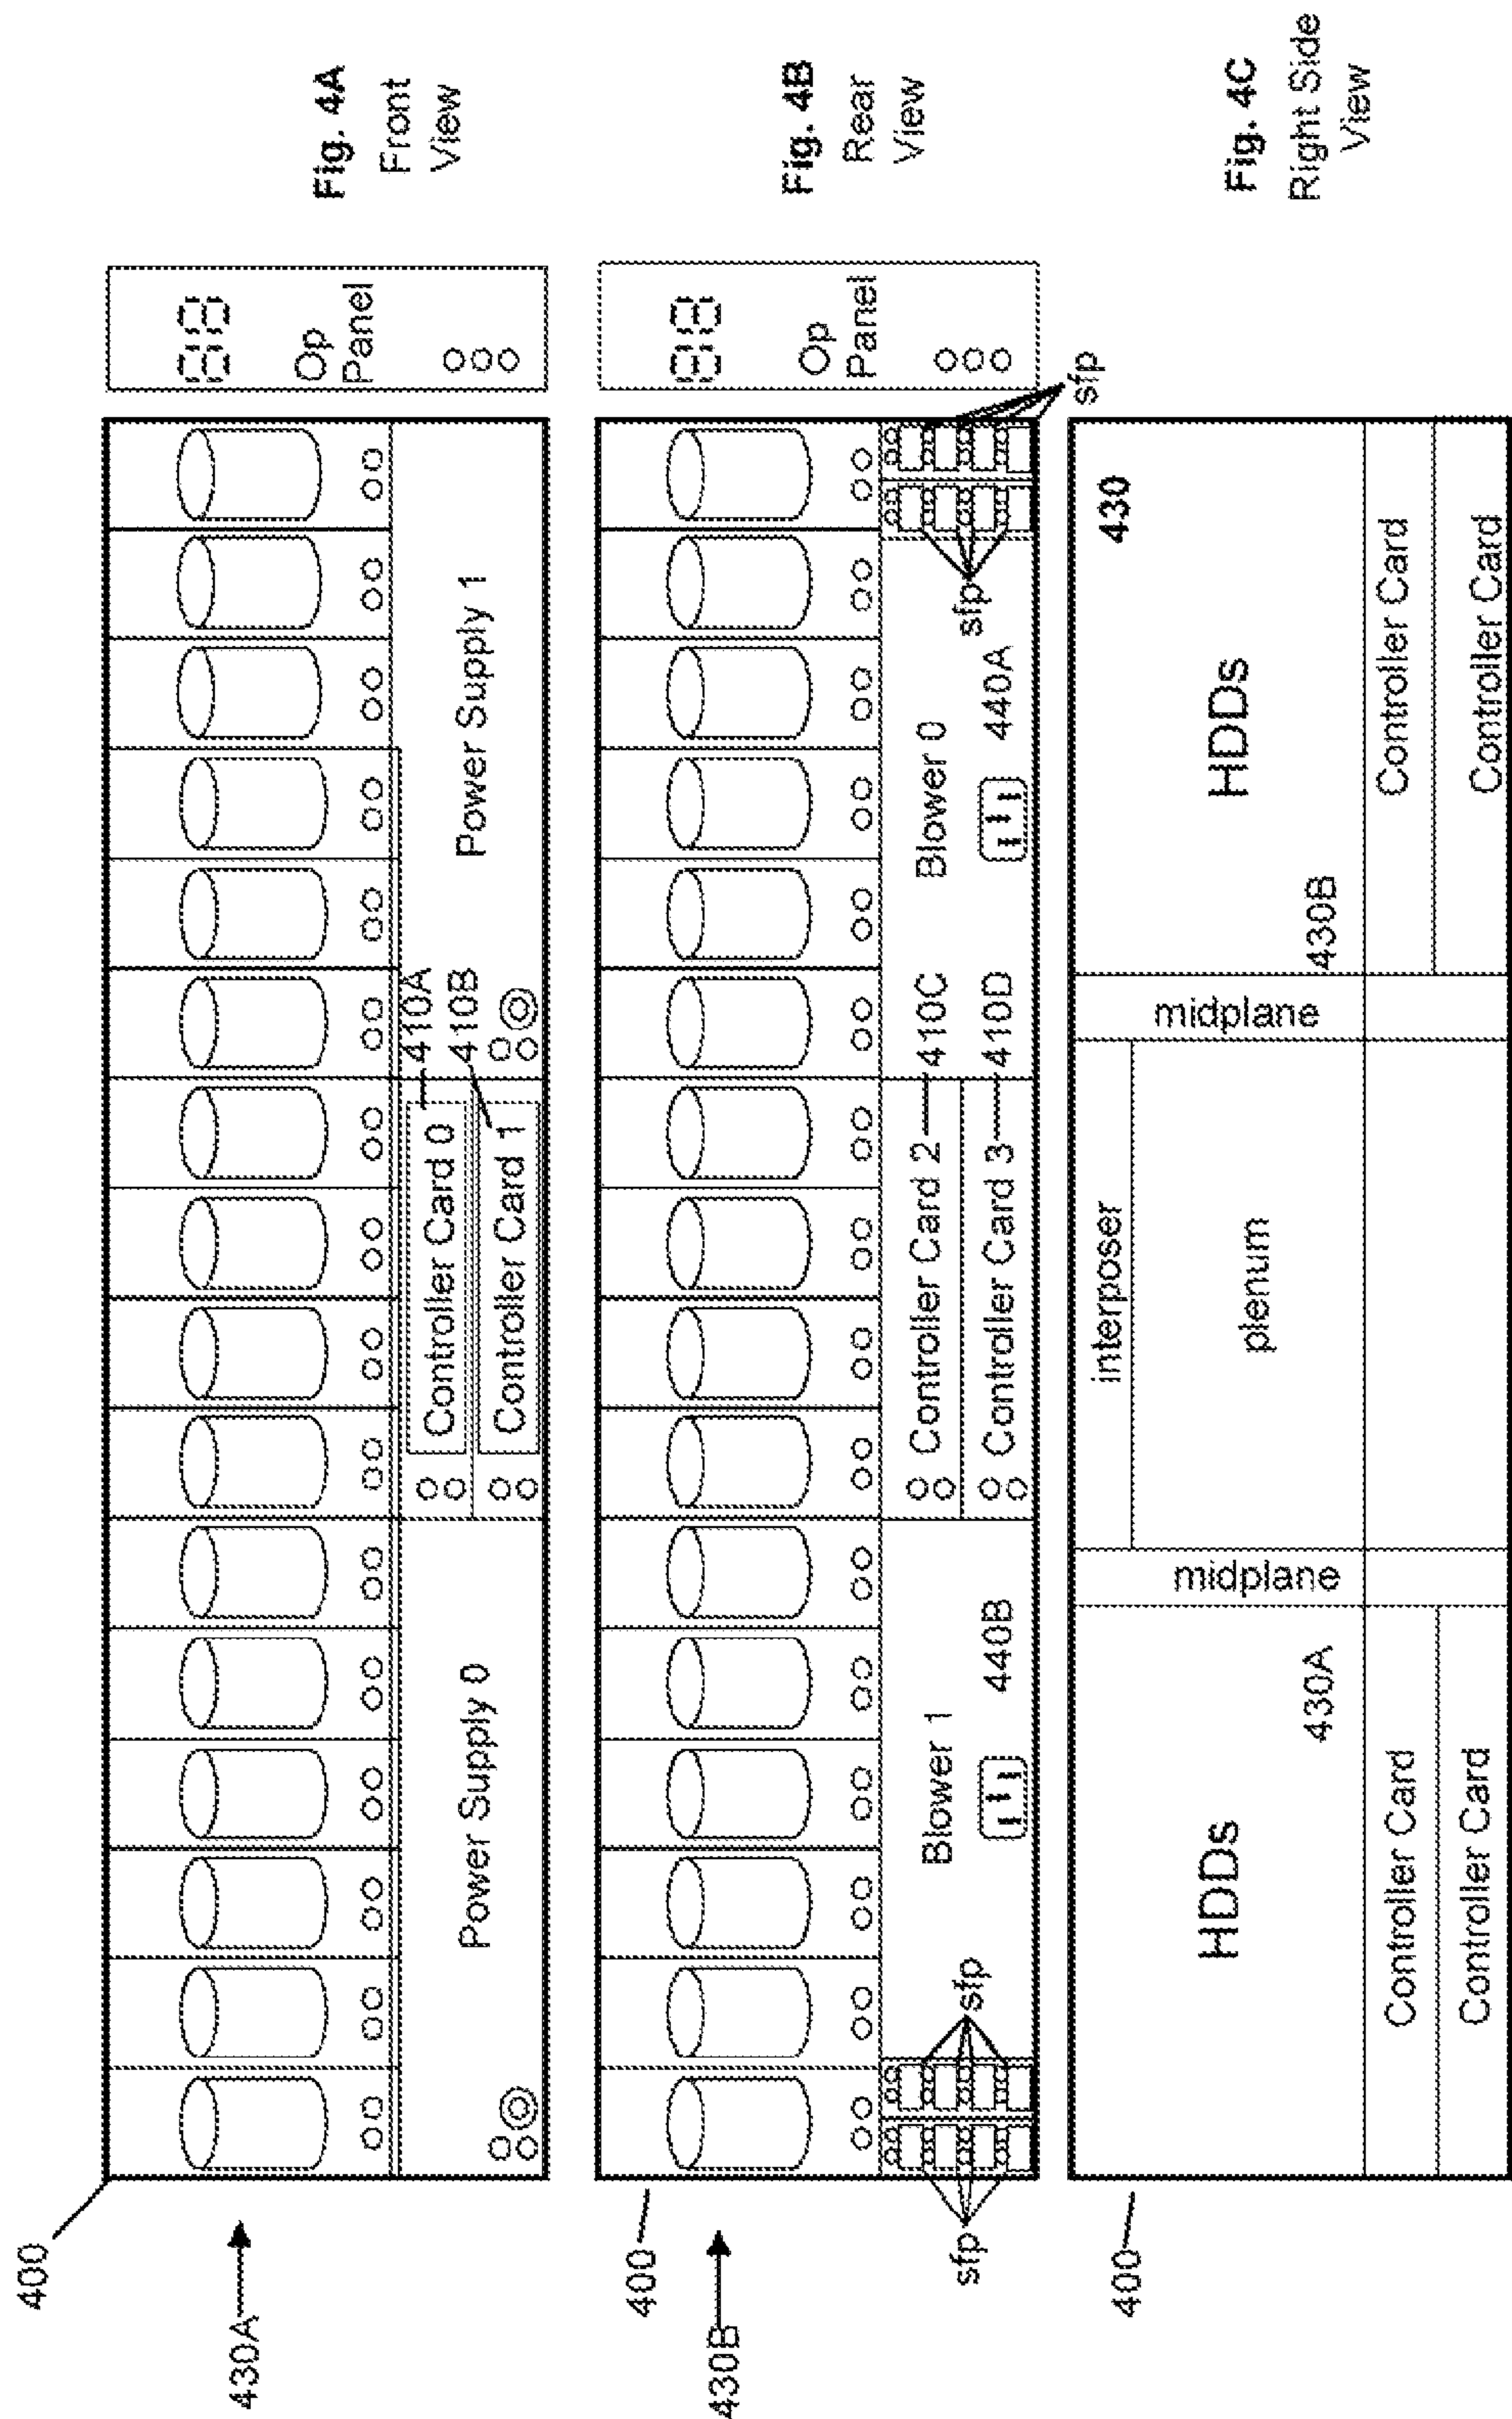 400
430A
Power Supply 0
Controller Card 0
Controller Card 1
410A
410B
Power Supply 1
88
Op
Panel
Fig. 4A
Front
View
400
430B
sfp
sfp
Blower 1
440B
Controller Card 2
410C
Controller Card 3
410D
Blower 0
440A
sfp
sfp
88
Op
Panel
Fig. 4B
Rear
View
400
HDDs
430A
Controller Card
Controller Card
midplane
interposer
plenum
midplane
430
HDDs
430B
Controller Card
Controller Card
Fig. 4C
Right Side
View